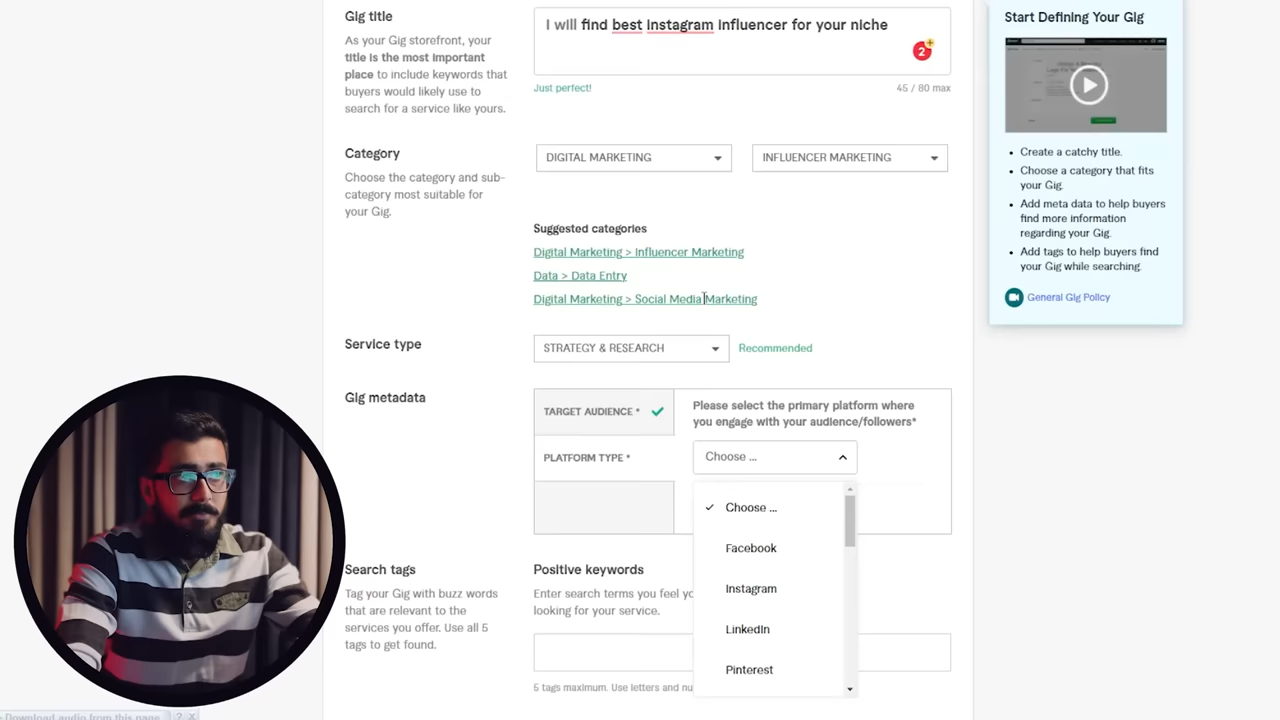 Gig title
As your Gig storefront, your
title is the most important
place to include keywords that
buyers would likely use to
search for a service like yours.
I will find best instagram influencer for your niche
2
Just perfect!
45 / 80 max
Category
Choose the category and sub-
category most suitable for
your Gig.
DIGITAL MARKETING
INFLUENCER MARKETING
Suggested categories
Digital Marketing > Influencer Marketing
Data > Data Entry
Digital Marketing > Social Media Marketing
Service type
STRATEGY & RESEARCH
Recommended
Gig metadata
TARGET AUDIENCE *
PLATFORM TYPE *
Please select the primary platform where
you engage with your audience/followers*
Choose ...
Choose ...
Facebook
Instagram
LinkedIn
Pinterest
Search tags
Tag your Gig with buzz words
that are relevant to the
services you offer. Use all 5
tags to get found.
Positive keywords
Enter search terms you feel
looking for your service.
5 tags maximum. Use letters and
Start Defining Your Gig
Create a catchy title.
Choose a category that fits
your Gig.
Add meta data to help buyers
find more information
regarding your Gig.
Add tags to help buyers find
your Gig while searching.
General Gig Policy
Download audio from this page
? X